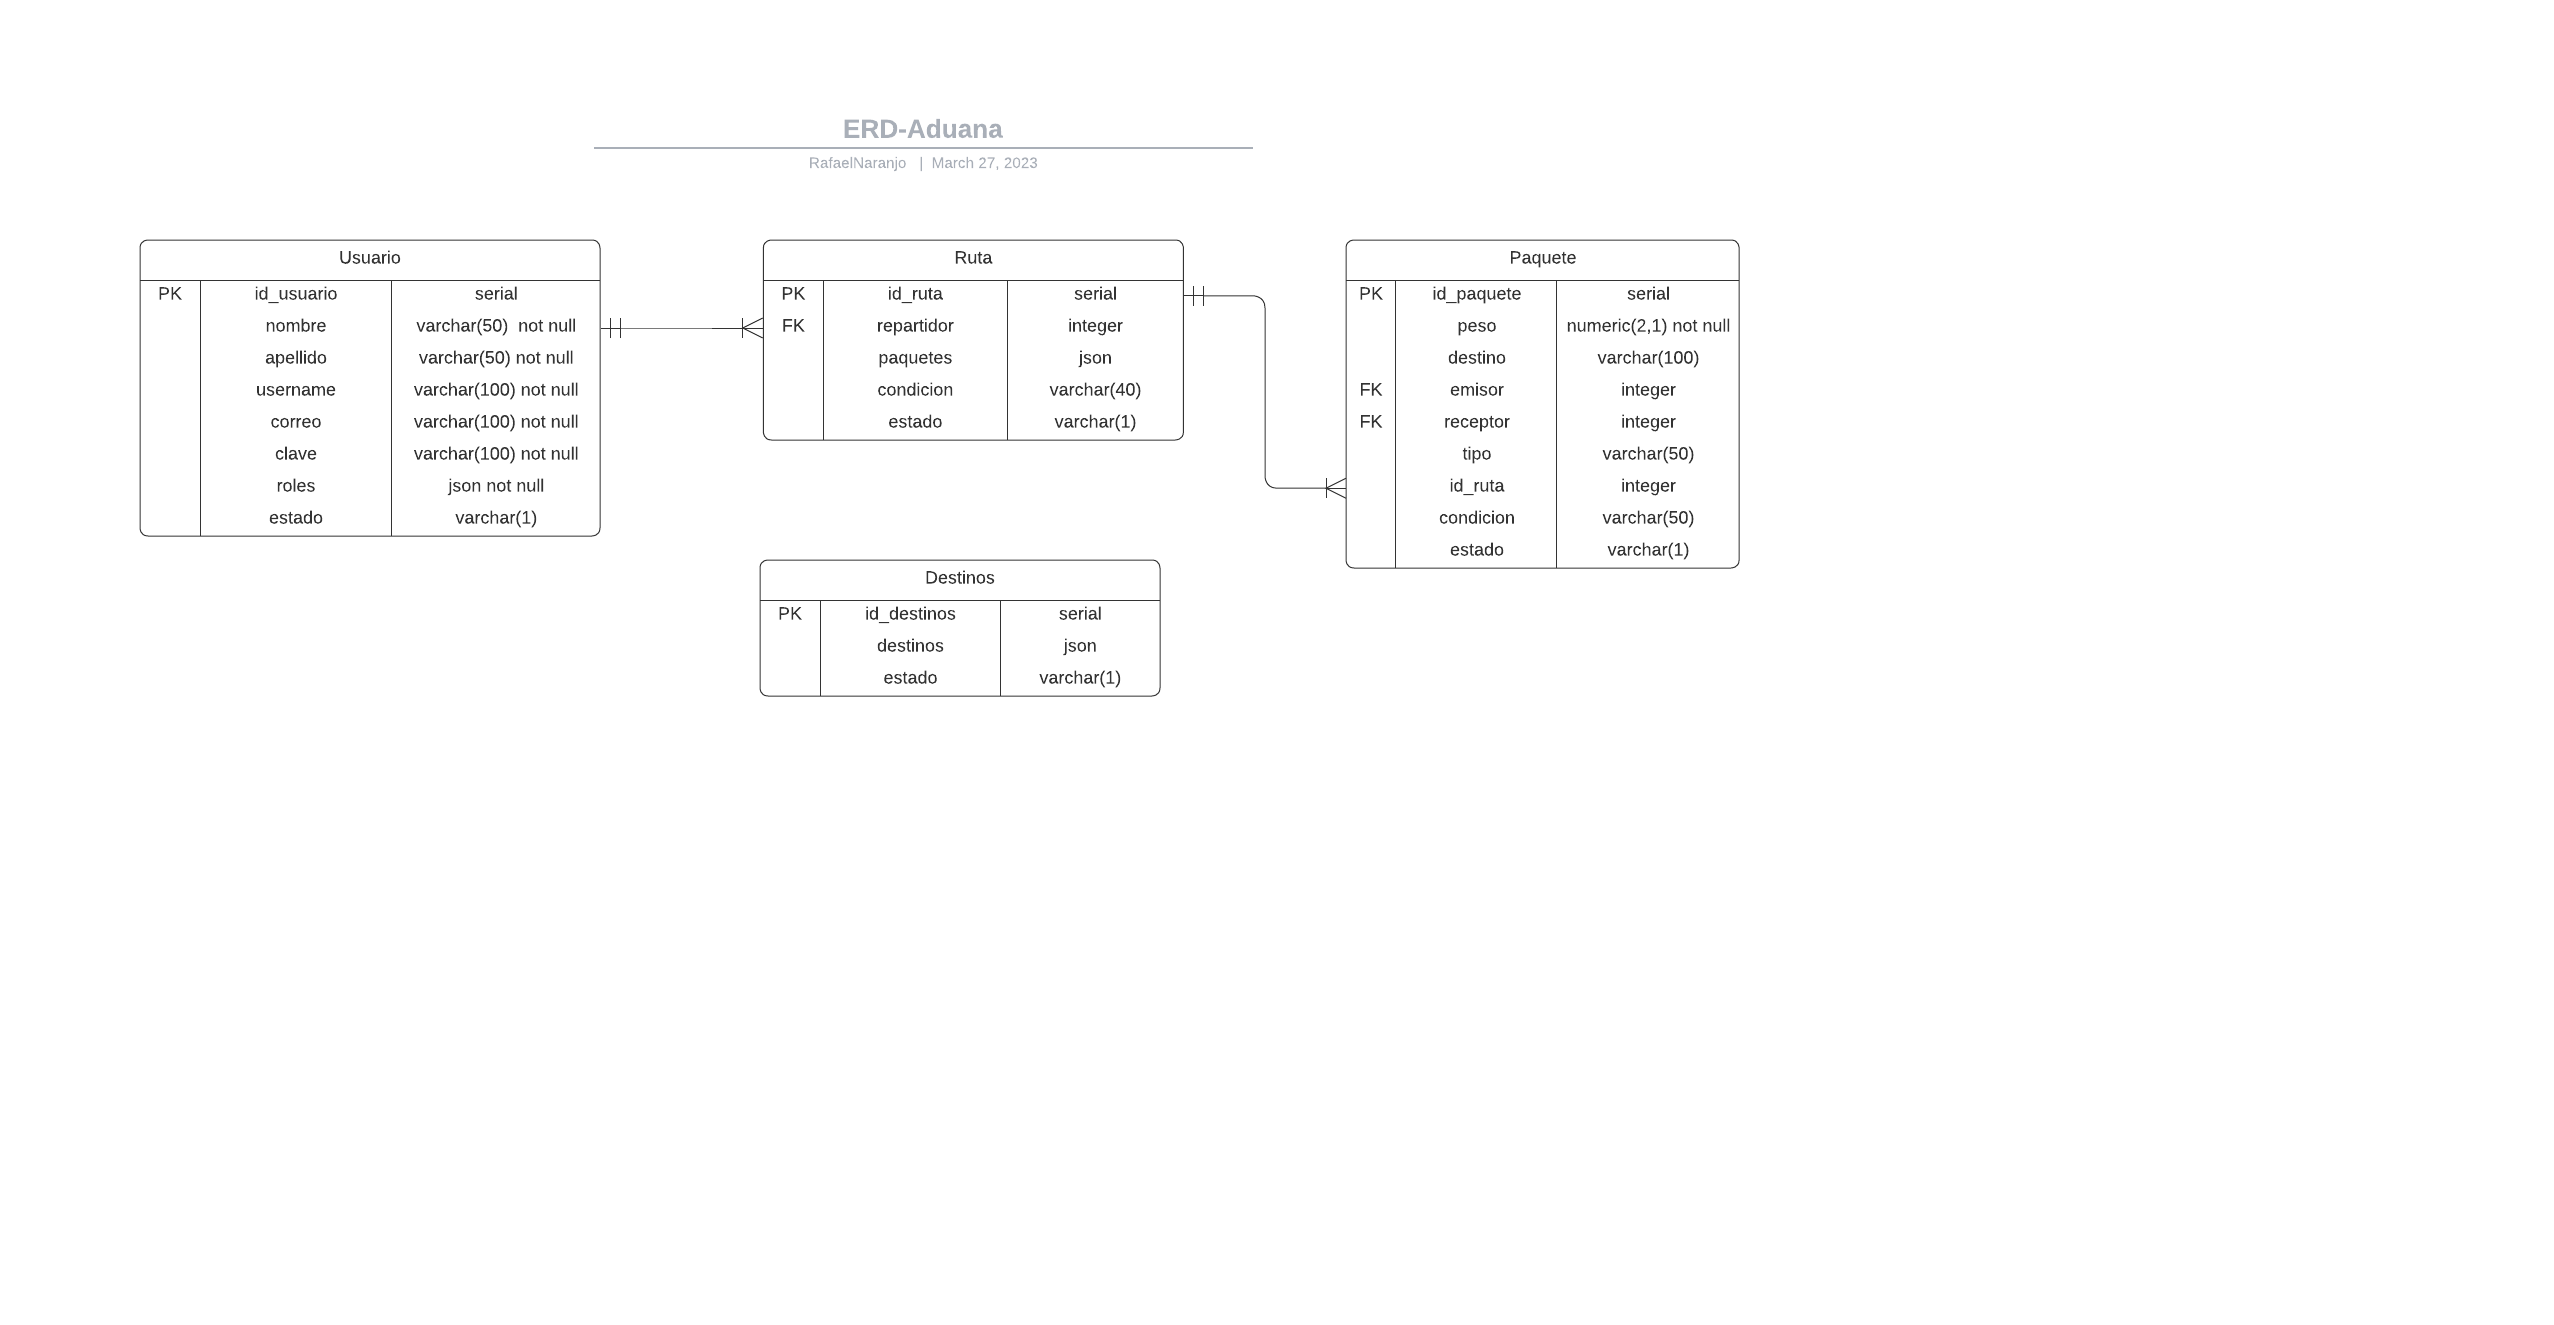 ERD-Aduana
RafaelNaranjo | March 27, 2023
Usuario
PK id_usuario serial
nombre varchar(50) not null
apellido varchar(50) not null
username varchar(100) not null
correo varchar(100) not null
clave varchar(100) not null
roles json not null
estado varchar(1)
Ruta
PK id_ruta serial
FK repartidor integer
paquetes json
condicion varchar(40)
estado varchar(1)
Paquete
PK id_paquete serial
peso numeric(2,1) not null
destino varchar(100)
FK emisor integer
FK receptor integer
tipo varchar(50)
id_ruta integer
condicion varchar(50)
estado varchar(1)
Destinos
PK id_destinos serial
destinos json
estado varchar(1)